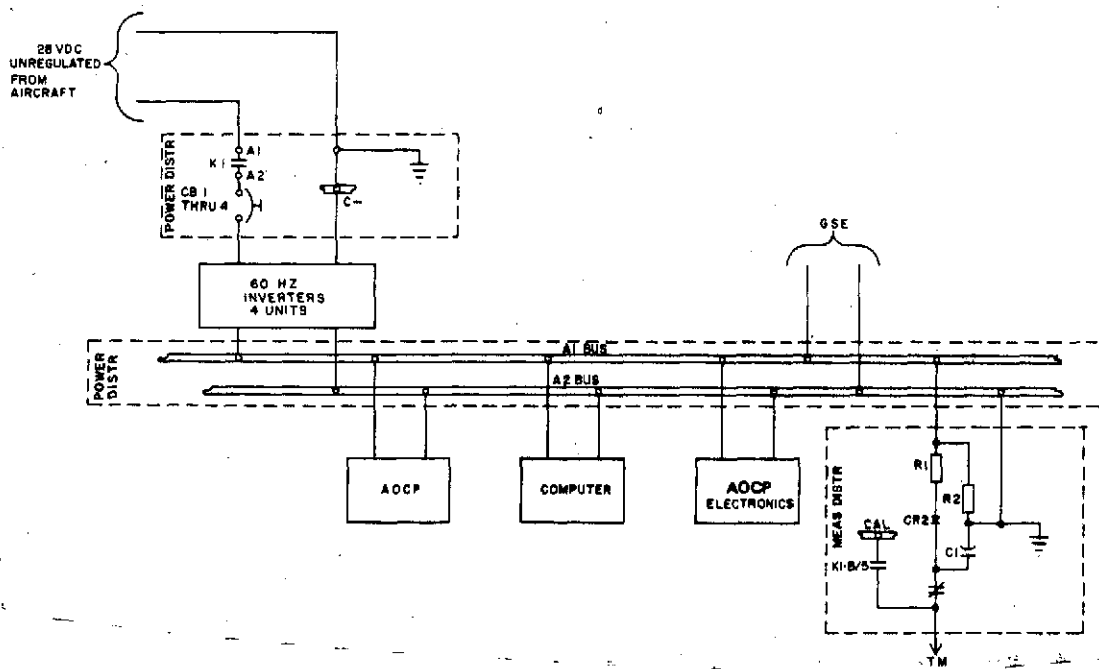 28 VDC
UNREGULATED
FROM
AIRCRAFT
POWER DISTR
A1
K1
A2
CB 1
THRU 4
C-
60 HZ
INVERTERS
4 UNITS
GSE
POWER
DISTR
A1 BUS
A2 BUS
AOCP
COMPUTER
AOCP
ELECTRONICS
MEAS DISTR
R1
R2
CR2
CAL
C1
K1-B/5
TM